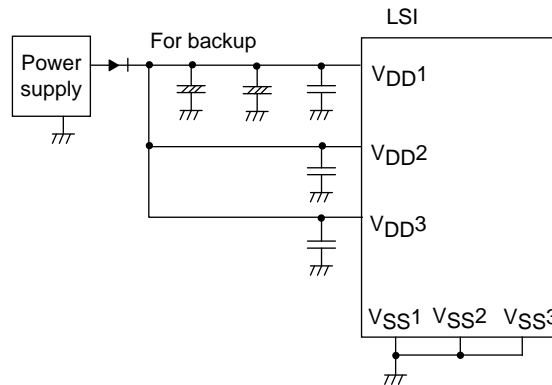 LSI
For backup
Power
supply
VDD1
VDD2
VDD3
VSS1 VSS2 VSS3